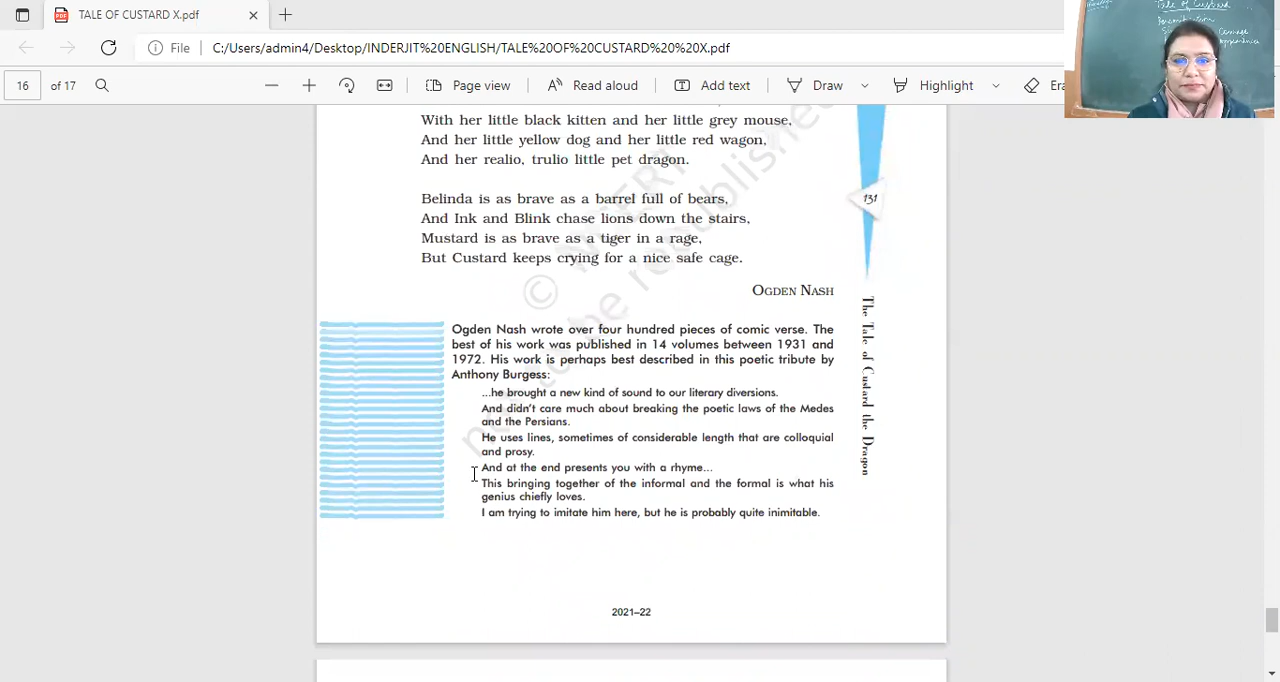 TALE OF CUSTARD X.pdf
File
C:/Users/admin4/Desktop/INDERJIT%20ENGLISH/TALE%20OF%20CUSTARD%20%20X.pdf
16 of 17
Page view
Read aloud
Add text
Draw
Highlight
Era
Tale of Custard
With her little black kitten and her little grey mouse,
And her little yellow dog and her little red wagon,
And her realio, trulio little pet dragon.
Belinda is as brave as a barrel full of bears,
And Ink and Blink chase lions down the stairs,
Mustard is as brave as a tiger in a rage,
But Custard keeps crying for a nice safe cage.
OGDEN NASH
131
The Tale of Custard the Dragon
© NCERT
not to be republished
Ogden Nash wrote over four hundred pieces of comic verse. The
best of his work was published in 14 volumes between 1931 and
1972. His work is perhaps best described in this poetic tribute by
Anthony Burgess:
...he brought a new kind of sound to our literary diversions.
And didn't care much about breaking the poetic laws of the Medes
and the Persians.
He uses lines, sometimes of considerable length that are colloquial
and prosy.
And at the end presents you with a rhyme...
This bringing together of the informal and the formal is what his
genius chiefly loves.
I am trying to imitate him here, but he is probably quite inimitable.
2021–22